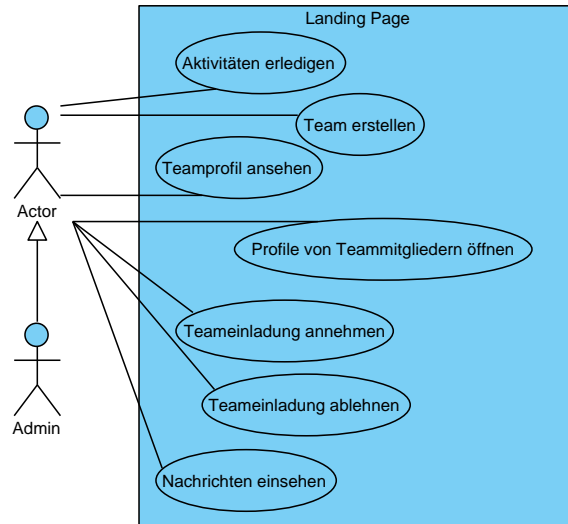 Landing Page
Aktivitäten erledigen
Team erstellen
Teamprofil ansehen
Actor
Profile von Teammitgliedern öffnen
Teameinladung annehmen
Teameinladung ablehnen
Admin
Nachrichten einsehen